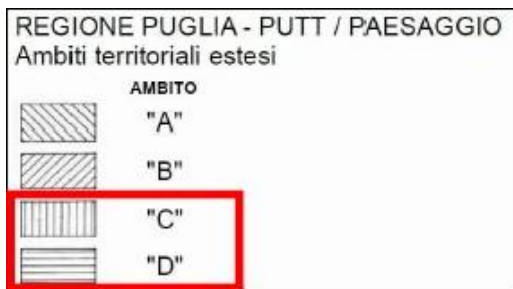 REGIONE PUGLIA - PUTT / PAESAGGIO
Ambiti territoriali estesi
AMBITO
"A"
"B"
"C"
"D"